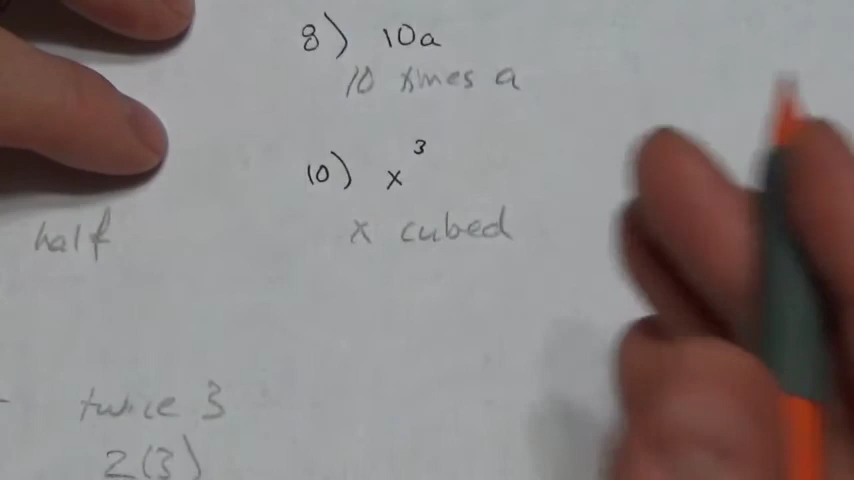 8) 10a
10 times a
10) x³
half
x cubed
twice 3
2(3)